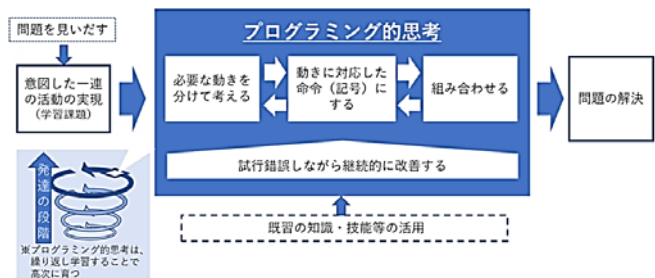 問題を見いだす
意図した一連
の活動の実現
(学習課題)
プログラミング的思考
必要な動きを
分けて考える
動きに対応した
命令（記号）に
する
組み合わせる
試行錯誤しながら継続的に改善する
問題の解決
既習の知識・技能等の活用
発達の段階
※プログラミング的思考は、
繰り返し学習することで
高次に育つ